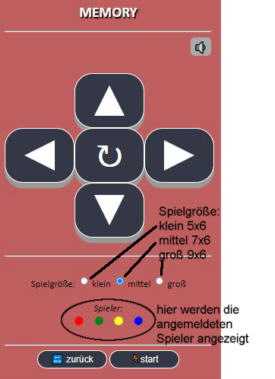 MEMORY
Spielgröße:
klein 5x6
mittel 7x6
groß 9x6
Spielgröße: klein mittel groß
Spieler:
hier werden die
angemeldeten
Spieler angezeigt
zurück start